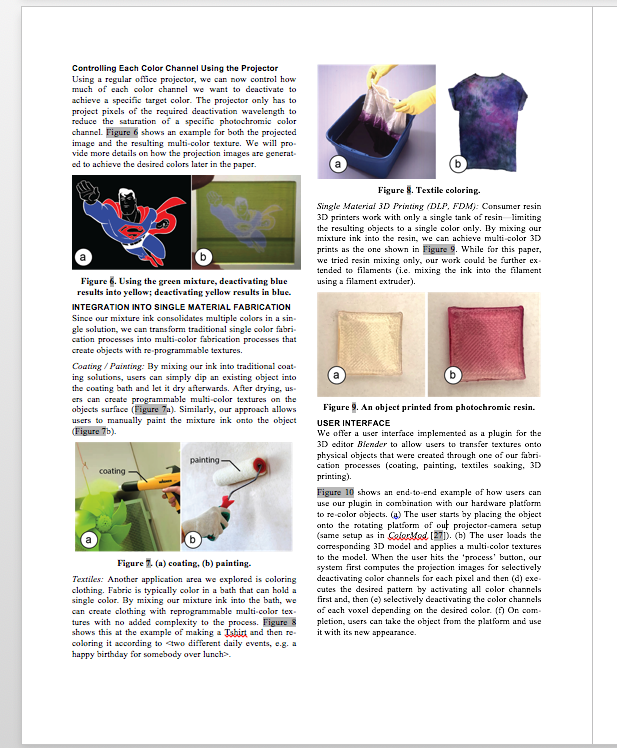 Controlling Each Color Channel Using the Projector
Using a regular office projector, we can now control how
much of each color channel we want to deactivate to
achieve a specific target color. The projector only has to
project pixels of the required deactivation wavelength to
reduce the saturation of a specific photochromic color
channel. Figure 6 shows an example for both the projected
image and the resulting multi-color texture. We will pro-
vide more details on how the projection images are generat-
ed to achieve the desired colors later in the paper.
a
b
Figure 6. Using the green mixture, deactivating blue
results into yellow; deactivating yellow results in blue.
INTEGRATION INTO SINGLE MATERIAL FABRICATION
Since our mixture ink consolidates multiple colors in a sin-
gle solution, we can transform traditional single color fabri-
cation processes into multi-color fabrication processes that
create objects with re-programmable textures.
Coating / Painting: By mixing our ink into traditional coat-
ing solutions, users can simply dip an existing object into
the coating bath and let it dry afterwards. After drying, us-
ers can create programmable multi-color textures on the
objects surface (Figure 7a). Similarly, our approach allows
users to manually paint the mixture ink onto the object
(Figure 7b).
coating
a
painting
b
Figure 7. (a) coating, (b) painting.
Textiles: Another application area we explored is coloring
clothing. Fabric is typically color in a bath that can hold a
single color. By mixing our mixture ink into the bath, we
can create clothing with reprogrammable multi-color tex-
tures with no added complexity to the process. Figure 8
shows this at the example of making a Tshirt and then re-
coloring it according to <two different daily events, e.g. a
happy birthday for somebody over lunch>.
a
b
Figure 8. Textile coloring.
Single Material 3D Printing (DLP, FDM): Consumer resin
3D printers work with only a single tank of resin—limiting
the resulting objects to a single color only. By mixing our
mixture ink into the resin, we can achieve multi-color 3D
prints as the one shown in Figure 9. While for this paper,
we tried resin mixing only, our work could be further ex-
tended to filaments (i.e. mixing the ink into the filament
using a filament extruder).
a
b
Figure 9. An object printed from photochromic resin.
USER INTERFACE
We offer a user interface implemented as a plugin for the
3D editor Blender to allow users to transfer textures onto
physical objects that were created through one of our fabri-
cation processes (coating, painting, textiles soaking, 3D
printing).
Figure 10 shows an end-to-end example of how users can
use our plugin in combination with our hardware platform
to re-color objects. (a) The user starts by placing the object
onto the rotating platform of our projector-camera setup
(same setup as in ColorMod [27]). (b) The user loads the
corresponding 3D model and applies a multi-color textures
to the model. When the user hits the ‘process’ button, our
system first computes the projection images for selectively
deactivating color channels for each pixel and then (d) exe-
cutes the desired pattern by activating all color channels
first and, then (e) selectively deactivating the color channels
of each voxel depending on the desired color. (f) On com-
pletion, users can take the object from the platform and use
it with its new appearance.